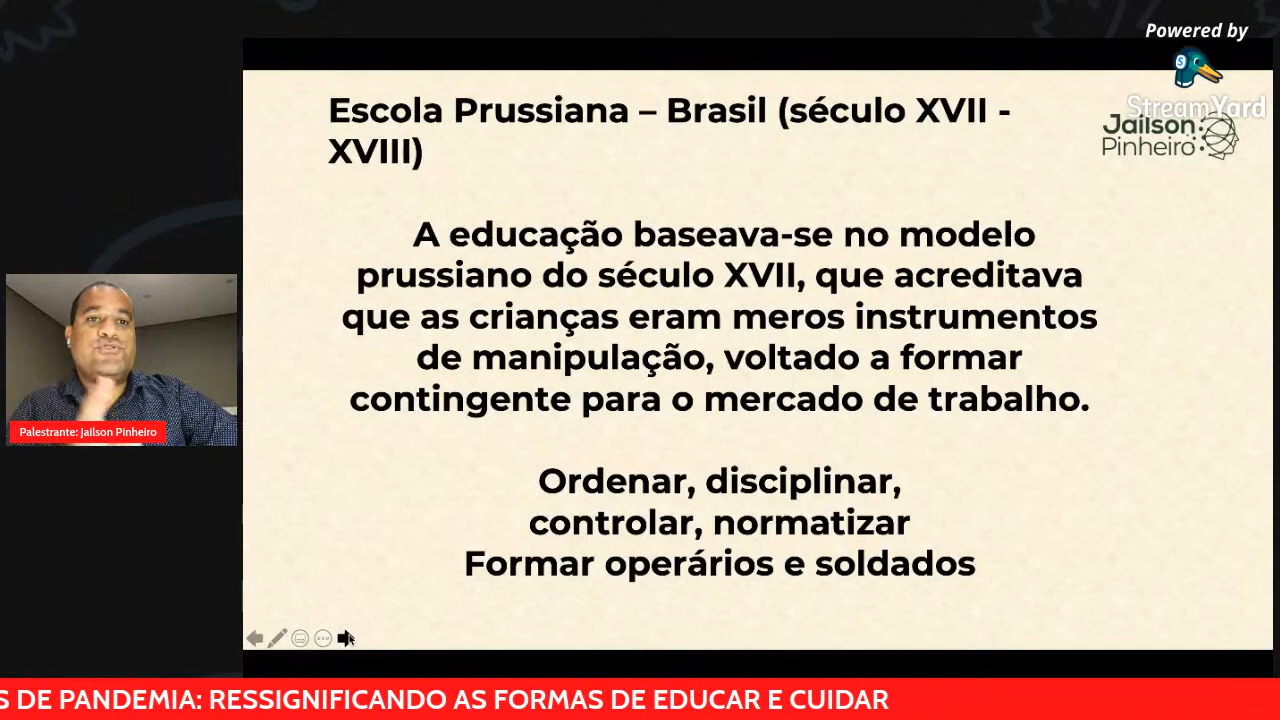 Powered by
StreamYard
Escola Prussiana – Brasil (século XVII -
XVIII)
Jailson
Pinheiro
A educação baseava-se no modelo
prussiano do século XVII, que acreditava
que as crianças eram meros instrumentos
de manipulação, voltado a formar
contingente para o mercado de trabalho.
Ordenar, disciplinar,
controlar, normatizar
Formar operários e soldados
Palestrante: Jailson Pinheiro
S DE PANDEMIA: RESSIGNIFICANDO AS FORMAS DE EDUCAR E CUIDAR